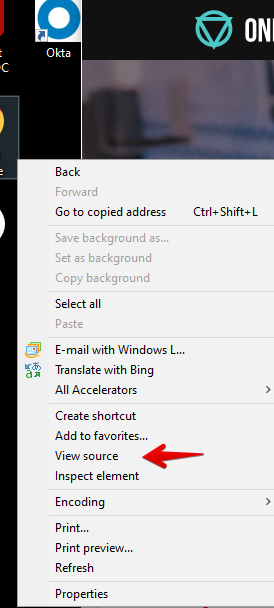 Okta
ON
PC
e
Back
Forward
Go to copied address Ctrl+Shift+L
Save background as...
Set as background
Copy background
Select all
Paste
E-mail with Windows L...
Translate with Bing
All Accelerators
Create shortcut
Add to favorites...
View source
Inspect element
Encoding
Print...
Print preview...
Refresh
Properties